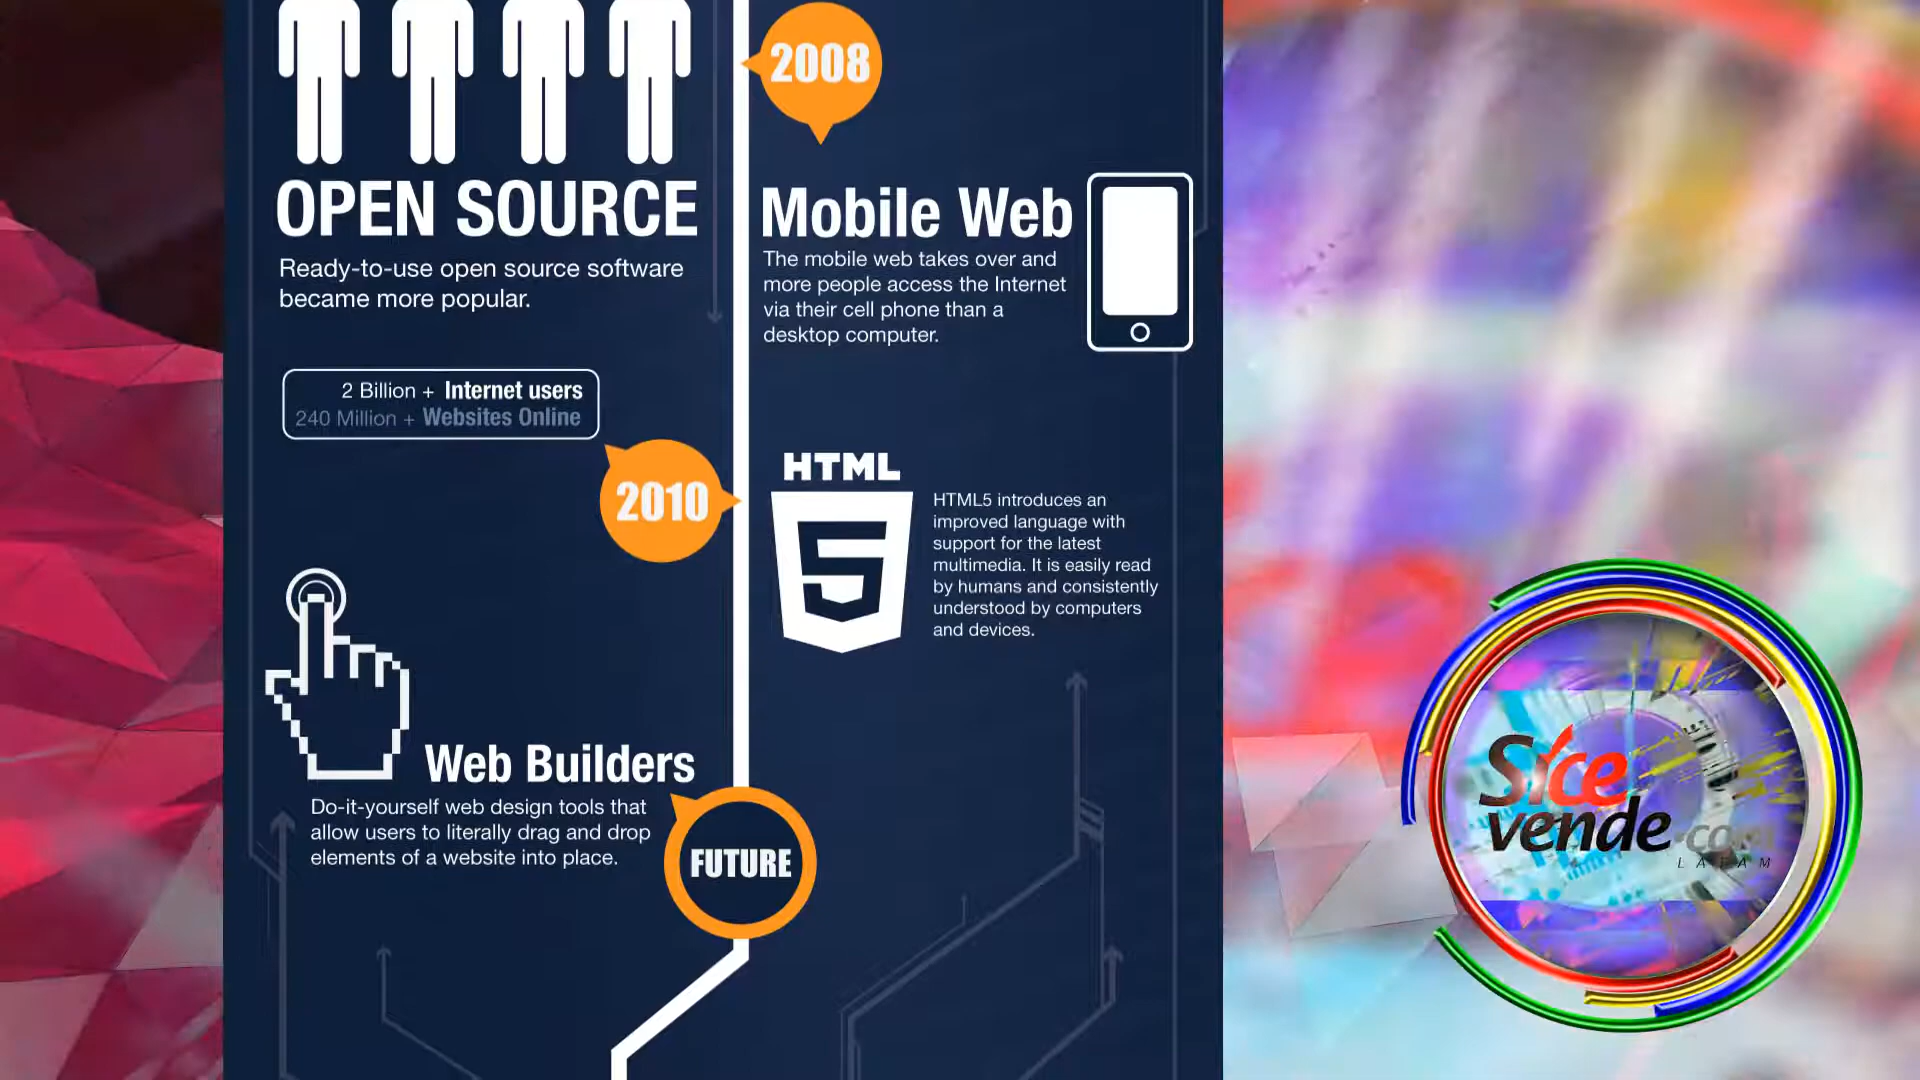 2008
OPEN SOURCE
Ready-to-use open source software
became more popular.
Mobile Web
The mobile web takes over and
more people access the Internet
via their cell phone than a
desktop computer.
2 Billion + Internet users
240 Million + Websites Online
2010
HTML
5
HTML5 introduces an
improved language with
support for the latest
multimedia. It is easily read
by humans and consistently
understood by computers
and devices.
Web Builders
Do-it-yourself web design tools that
allow users to literally drag and drop
elements of a website into place.
FUTURE
Sice
vende.com